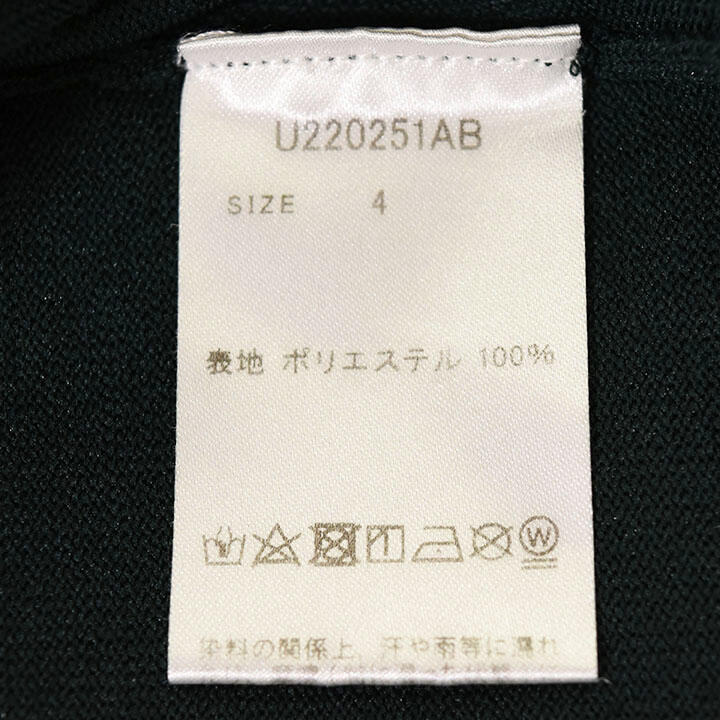 U220251AB
SIZE 4
表地 ポリエステル 100%
W
染料の関係上、汗や雨等に濡れ